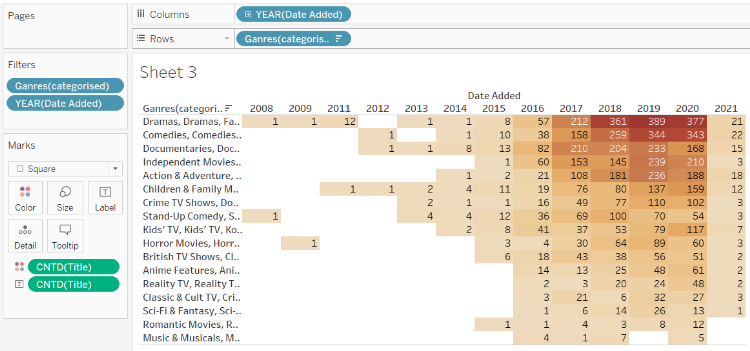 Pages
Columns
YEAR(Date Added)
Rows
Ganres(categoris..
Filters
Ganres(categorised)
YEAR(Date Added)
Marks
Square
Color
Size
Label
Detail
Tooltip
CNTD(Title)
CNTD(Title)
Sheet 3
Date Added
Ganres(categori.. 2008 2009 2011 2012 2013 2014 2015 2016 2017 2018 2019 2020 2021
Dramas, Dramas, Fa.. 1 1 12 1 1 8 57 212 361 389 377 21
Comedies, Comedies.. 1 1 10 38 158 259 344 343 22
Documentaries, Doc.. 1 1 8 13 82 210 204 233 168 15
Independent Movies.. 1 60 153 145 239 210 3
Action & Adventure, .. 1 2 21 108 181 236 188 18
Children & Family M.. 1 1 2 4 11 19 76 80 137 159 12
Crime TV Shows, Do.. 2 1 1 16 49 77 110 102 3
Stand-Up Comedy, S.. 1 4 4 12 36 69 100 70 54 3
Kids' TV, Kids' TV, Ko.. 2 8 41 37 53 79 117 7
Horror Movies, Horr.. 1 3 4 30 64 89 60 3
British TV Shows, Cl.. 6 18 43 38 56 51 2
Anime Features, Ani.. 14 13 25 48 61 2
Reality TV, Reality T.. 2 3 20 24 48 2
Classic & Cult TV, Cri.. 3 21 6 32 27 3
Sci-Fi & Fantasy, Sci-.. 1 6 14 26 13 1
Romantic Movies, R.. 1 1 4 3 8 12
Music & Musicals, M.. 4 1 7 5